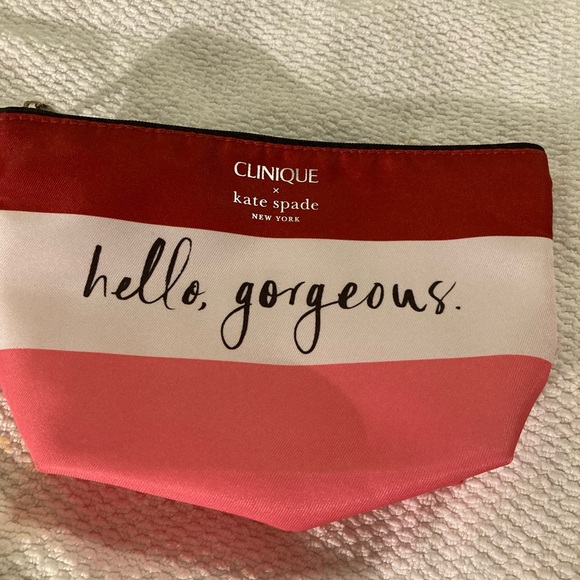 CLINIQUE
×
kate spade
NEW YORK
hello, gorgeous.